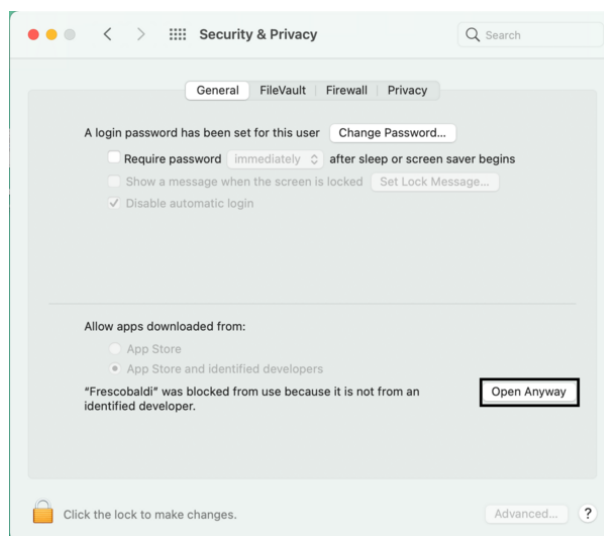 Security & Privacy
Search
General FileVault Firewall Privacy
A login password has been set for this user Change Password...
Require password immediately after sleep or screen saver begins
Show a message when the screen is locked Set Lock Message...
Disable automatic login
Allow apps downloaded from:
App Store
App Store and identified developers
“Frescobaldi” was blocked from use because it is not from an
identified developer.
Open Anyway
Click the lock to make changes.
Advanced...
?